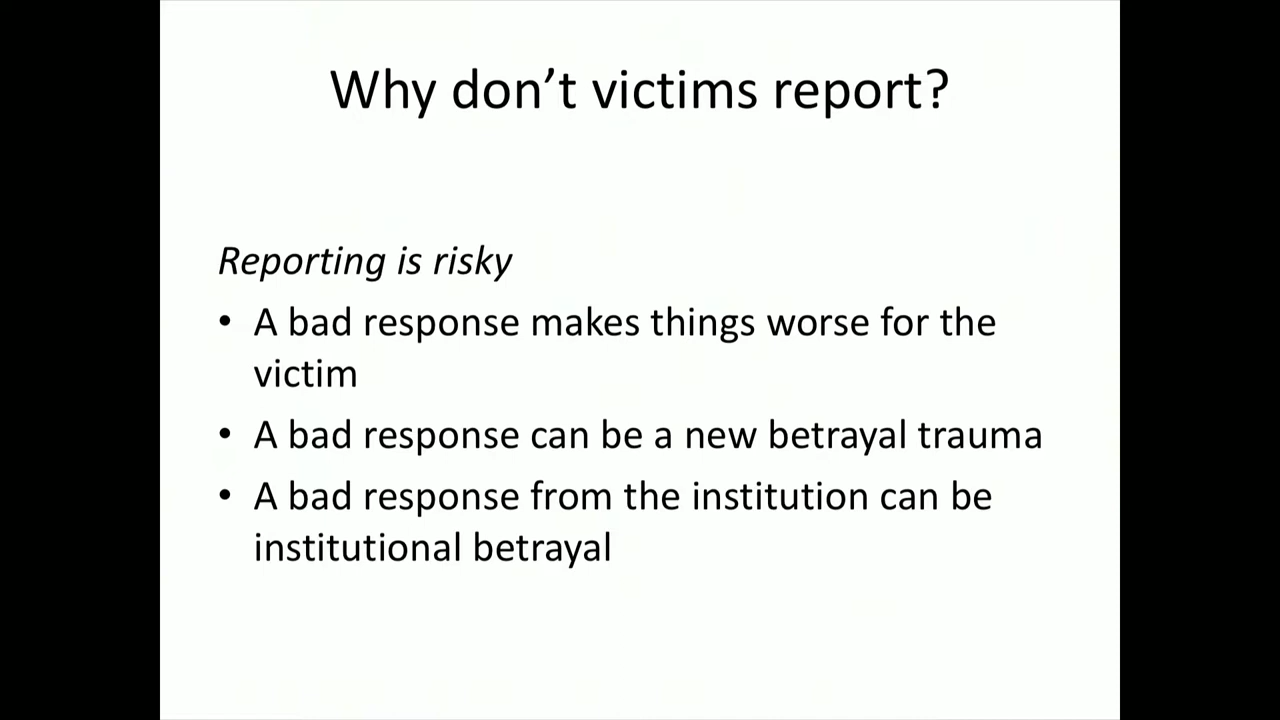 Why don’t victims report?
Reporting is risky
• A bad response makes things worse for the
victim
• A bad response can be a new betrayal trauma
• A bad response from the institution can be
institutional betrayal